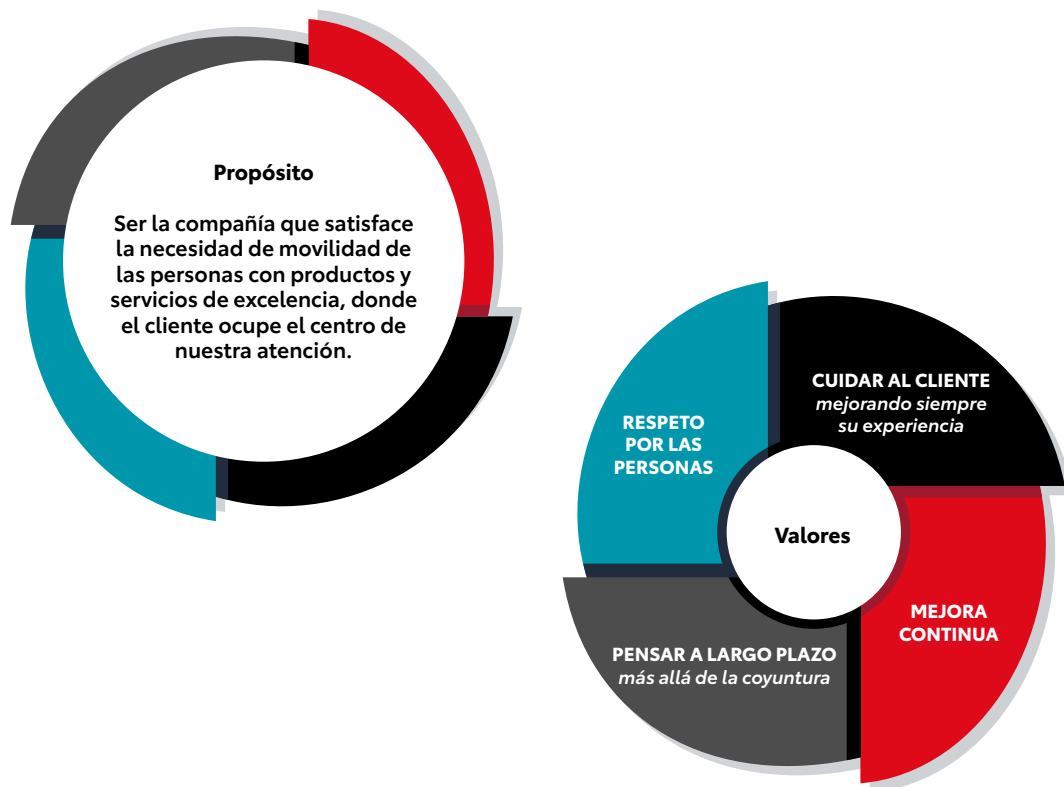 Propósito
Ser la compañía que satisface
la necesidad de movilidad de
las personas con productos y
servicios de excelencia, donde
el cliente ocupe el centro de
nuestra atención.
CUIDAR AL CLIENTE
mejorando siempre
su experiencia
RESPETO
POR LAS
PERSONAS
Valores
MEJORA
CONTINUA
PENSAR A LARGO PLAZO
más allá de la coyuntura